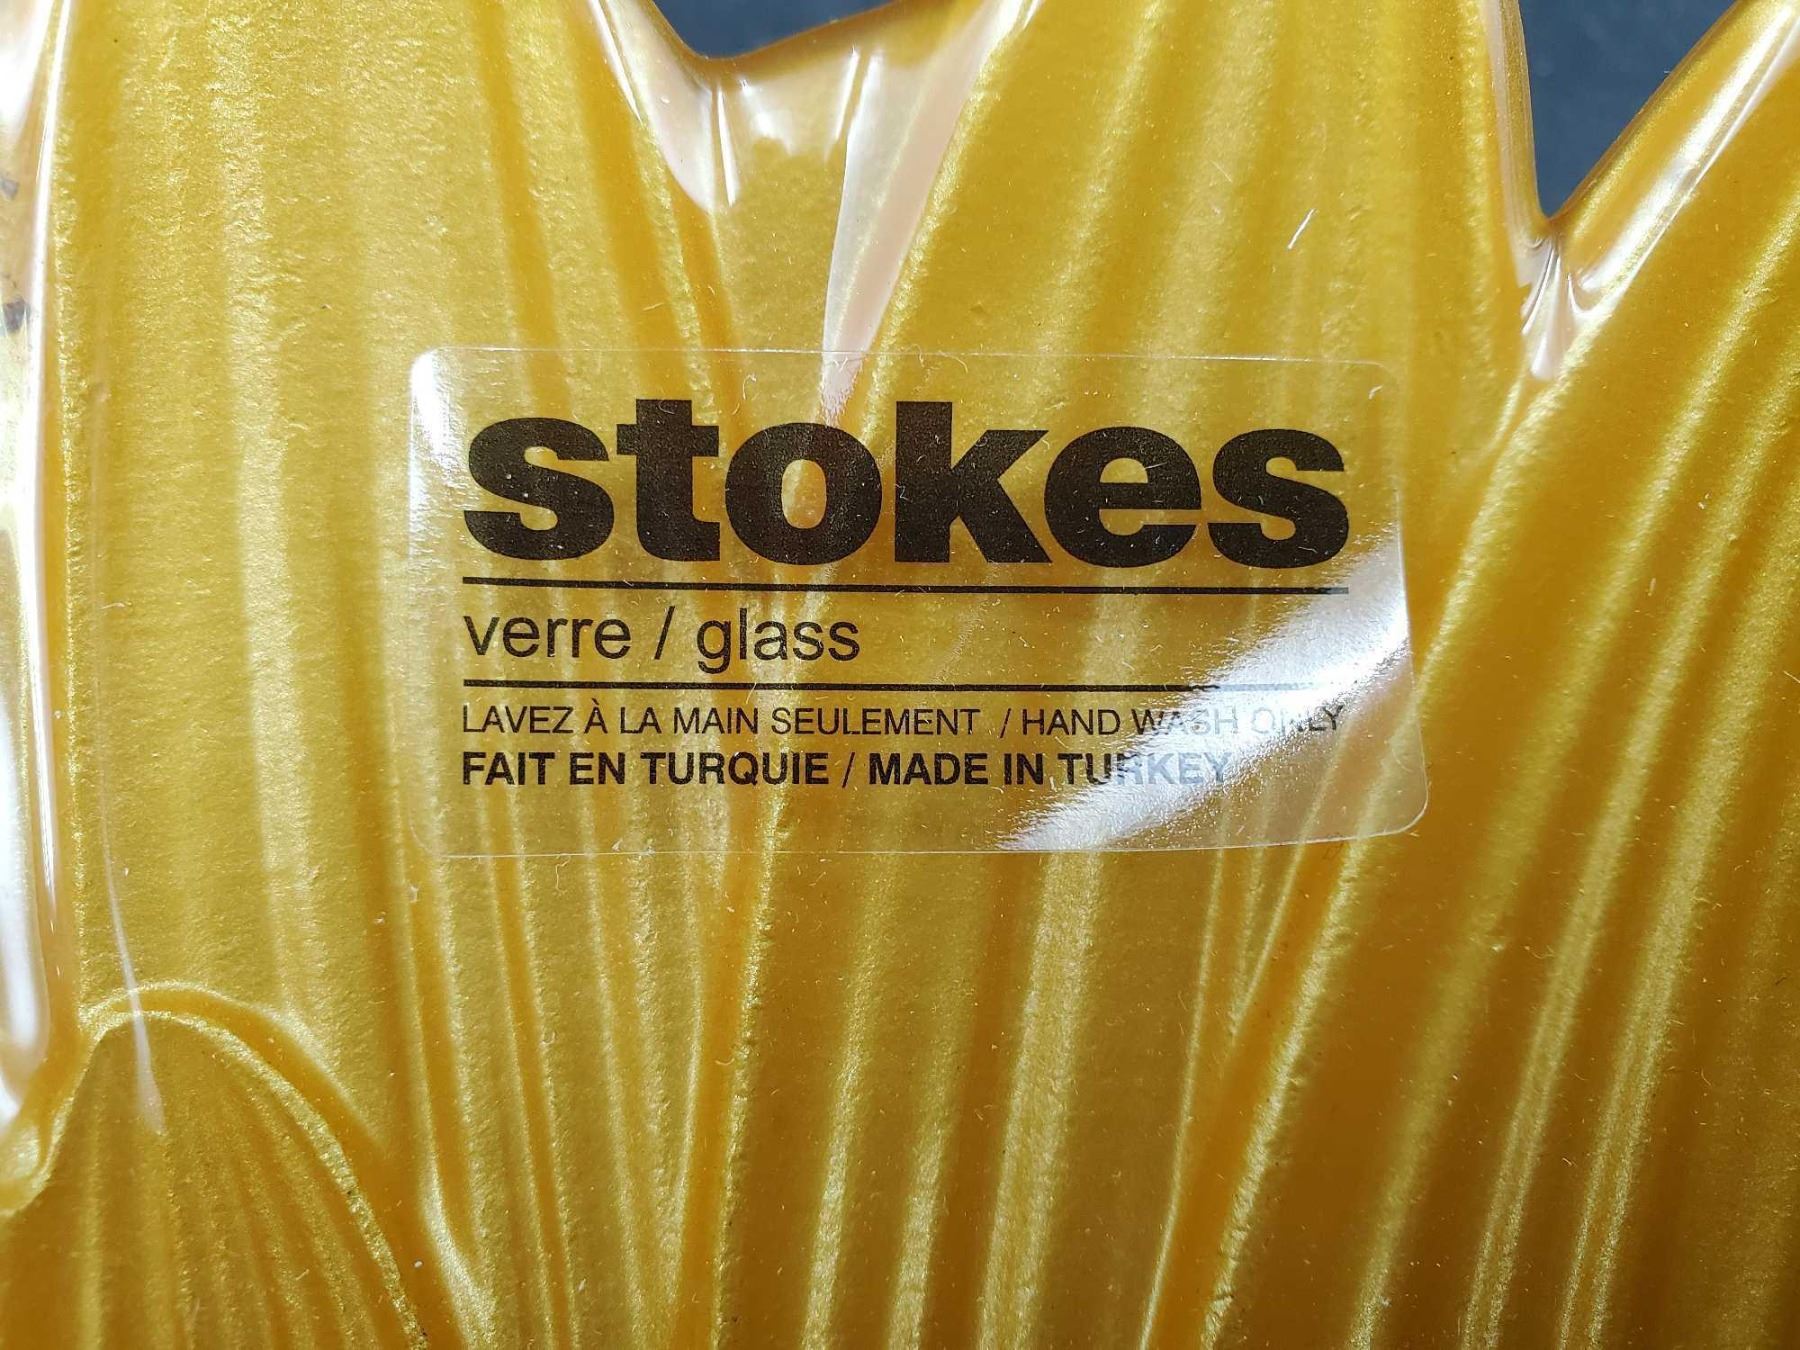 stokes
verre / glass
LAVEZ À LA MAIN SEULEMENT / HAND WASH ONLY
FAIT EN TURQUIE / MADE IN TURKEY